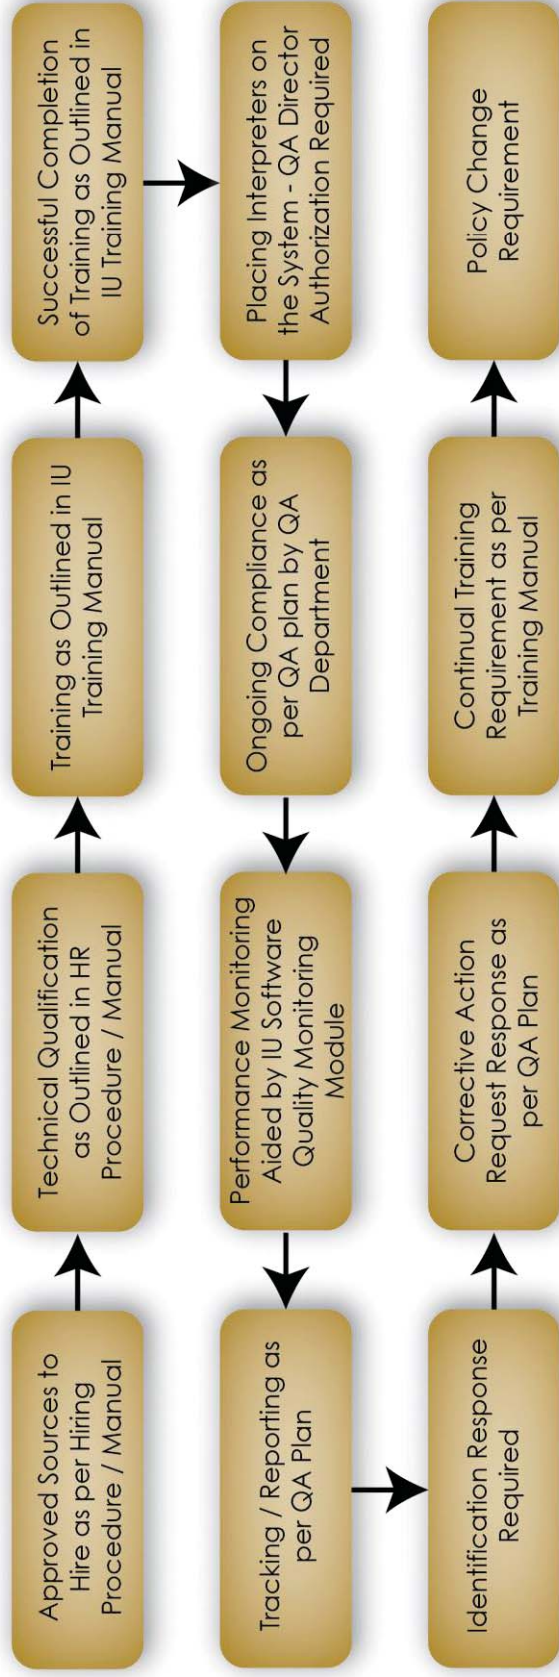 Approved Sources to
Hire as per Hiring
Procedure / Manual
Technical Qualification
as Outlined in HR
Procedure / Manual
Training as Outlined in IU
Training Manual
Successful Completion
of Training as Outlined in
IU Training Manual
Placing Interpreters on
the System - QA Director
Authorization Required
Ongoing Compliance as
per QA plan by QA
Department
Performance Monitoring
Aided by IU Software
Quality Monitoring
Module
Tracking / Reporting as
per QA Plan
Identification Response
Required
Corrective Action
Request Response as
per QA Plan
Continual Training
Requirement as per
Training Manual
Policy Change
Requirement